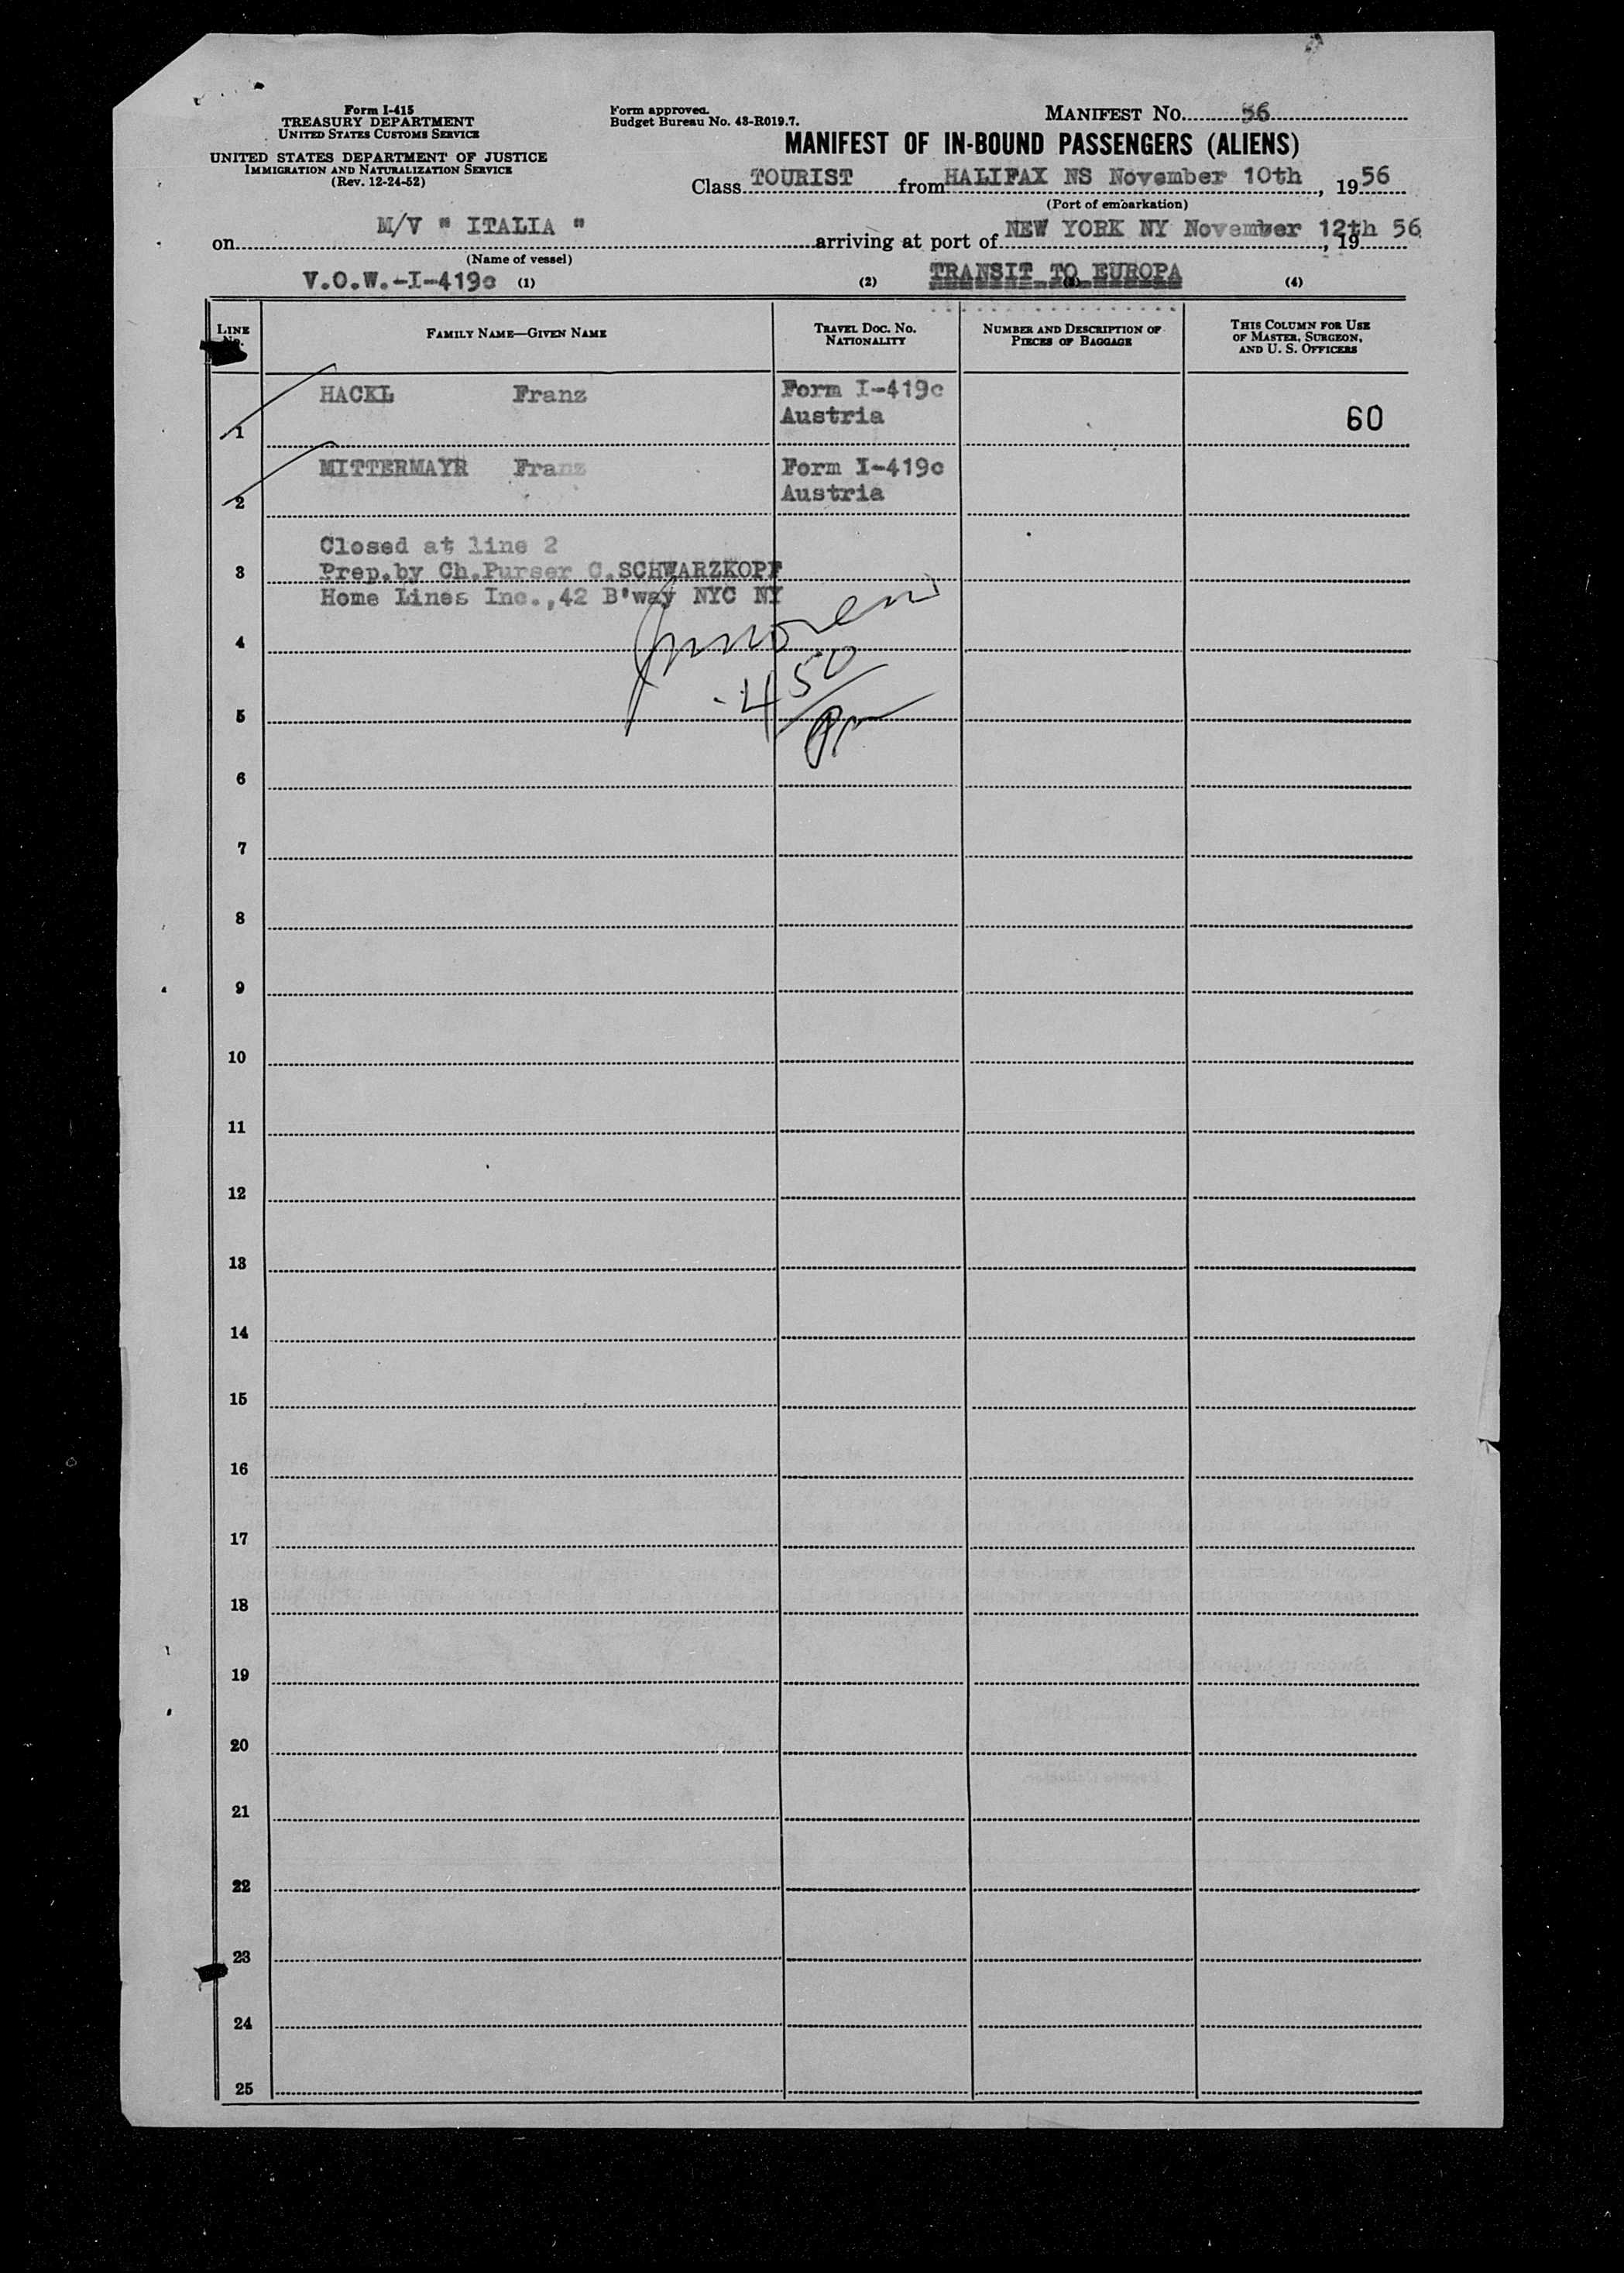 Form I-415
TREASURY DEPARTMENT
UNITED STATES CUSTOMS SERVICE
UNITED STATES DEPARTMENT OF JUSTICE
IMMIGRATION AND NATURALIZATION SERVICE
(Rev. 12-24-52)
Form approved.
Budget Bureau No. 43-R019.7.
MANIFEST No. 56
MANIFEST OF IN-BOUND PASSENGERS (ALIENS)
Class TOURIST from HALIFAX NS November 10th, 1956
(Port of embarkation)
on M/V " ITALIA " arriving at port of NEW YORK NY November 12th, 19 56
(Name of vessel)
V.O.W.-I-419c (1) (2) TRANSIT TO EUROPA (4)
LINE No. FAMILY NAME—GIVEN NAME TRAVEL DOC. NO. NATIONALITY NUMBER AND DESCRIPTION OF PIECES OF BAGGAGE THIS COLUMN FOR USE OF MASTER, SURGEON, AND U. S. OFFICERS
1 HACKL Franz Form I-419c Austria 60
2 MITTERMAYR Franz Form I-419c Austria
Closed at line 2
3 Prep.by Ch.Purser C.SCHWARZKOPF
Home Lines Inc.,42 B'way NYC NY
4
450
5
Pm
6
7
8
9
10
11
12
13
14
15
16
17
18
19
20
21
22
23
24
25